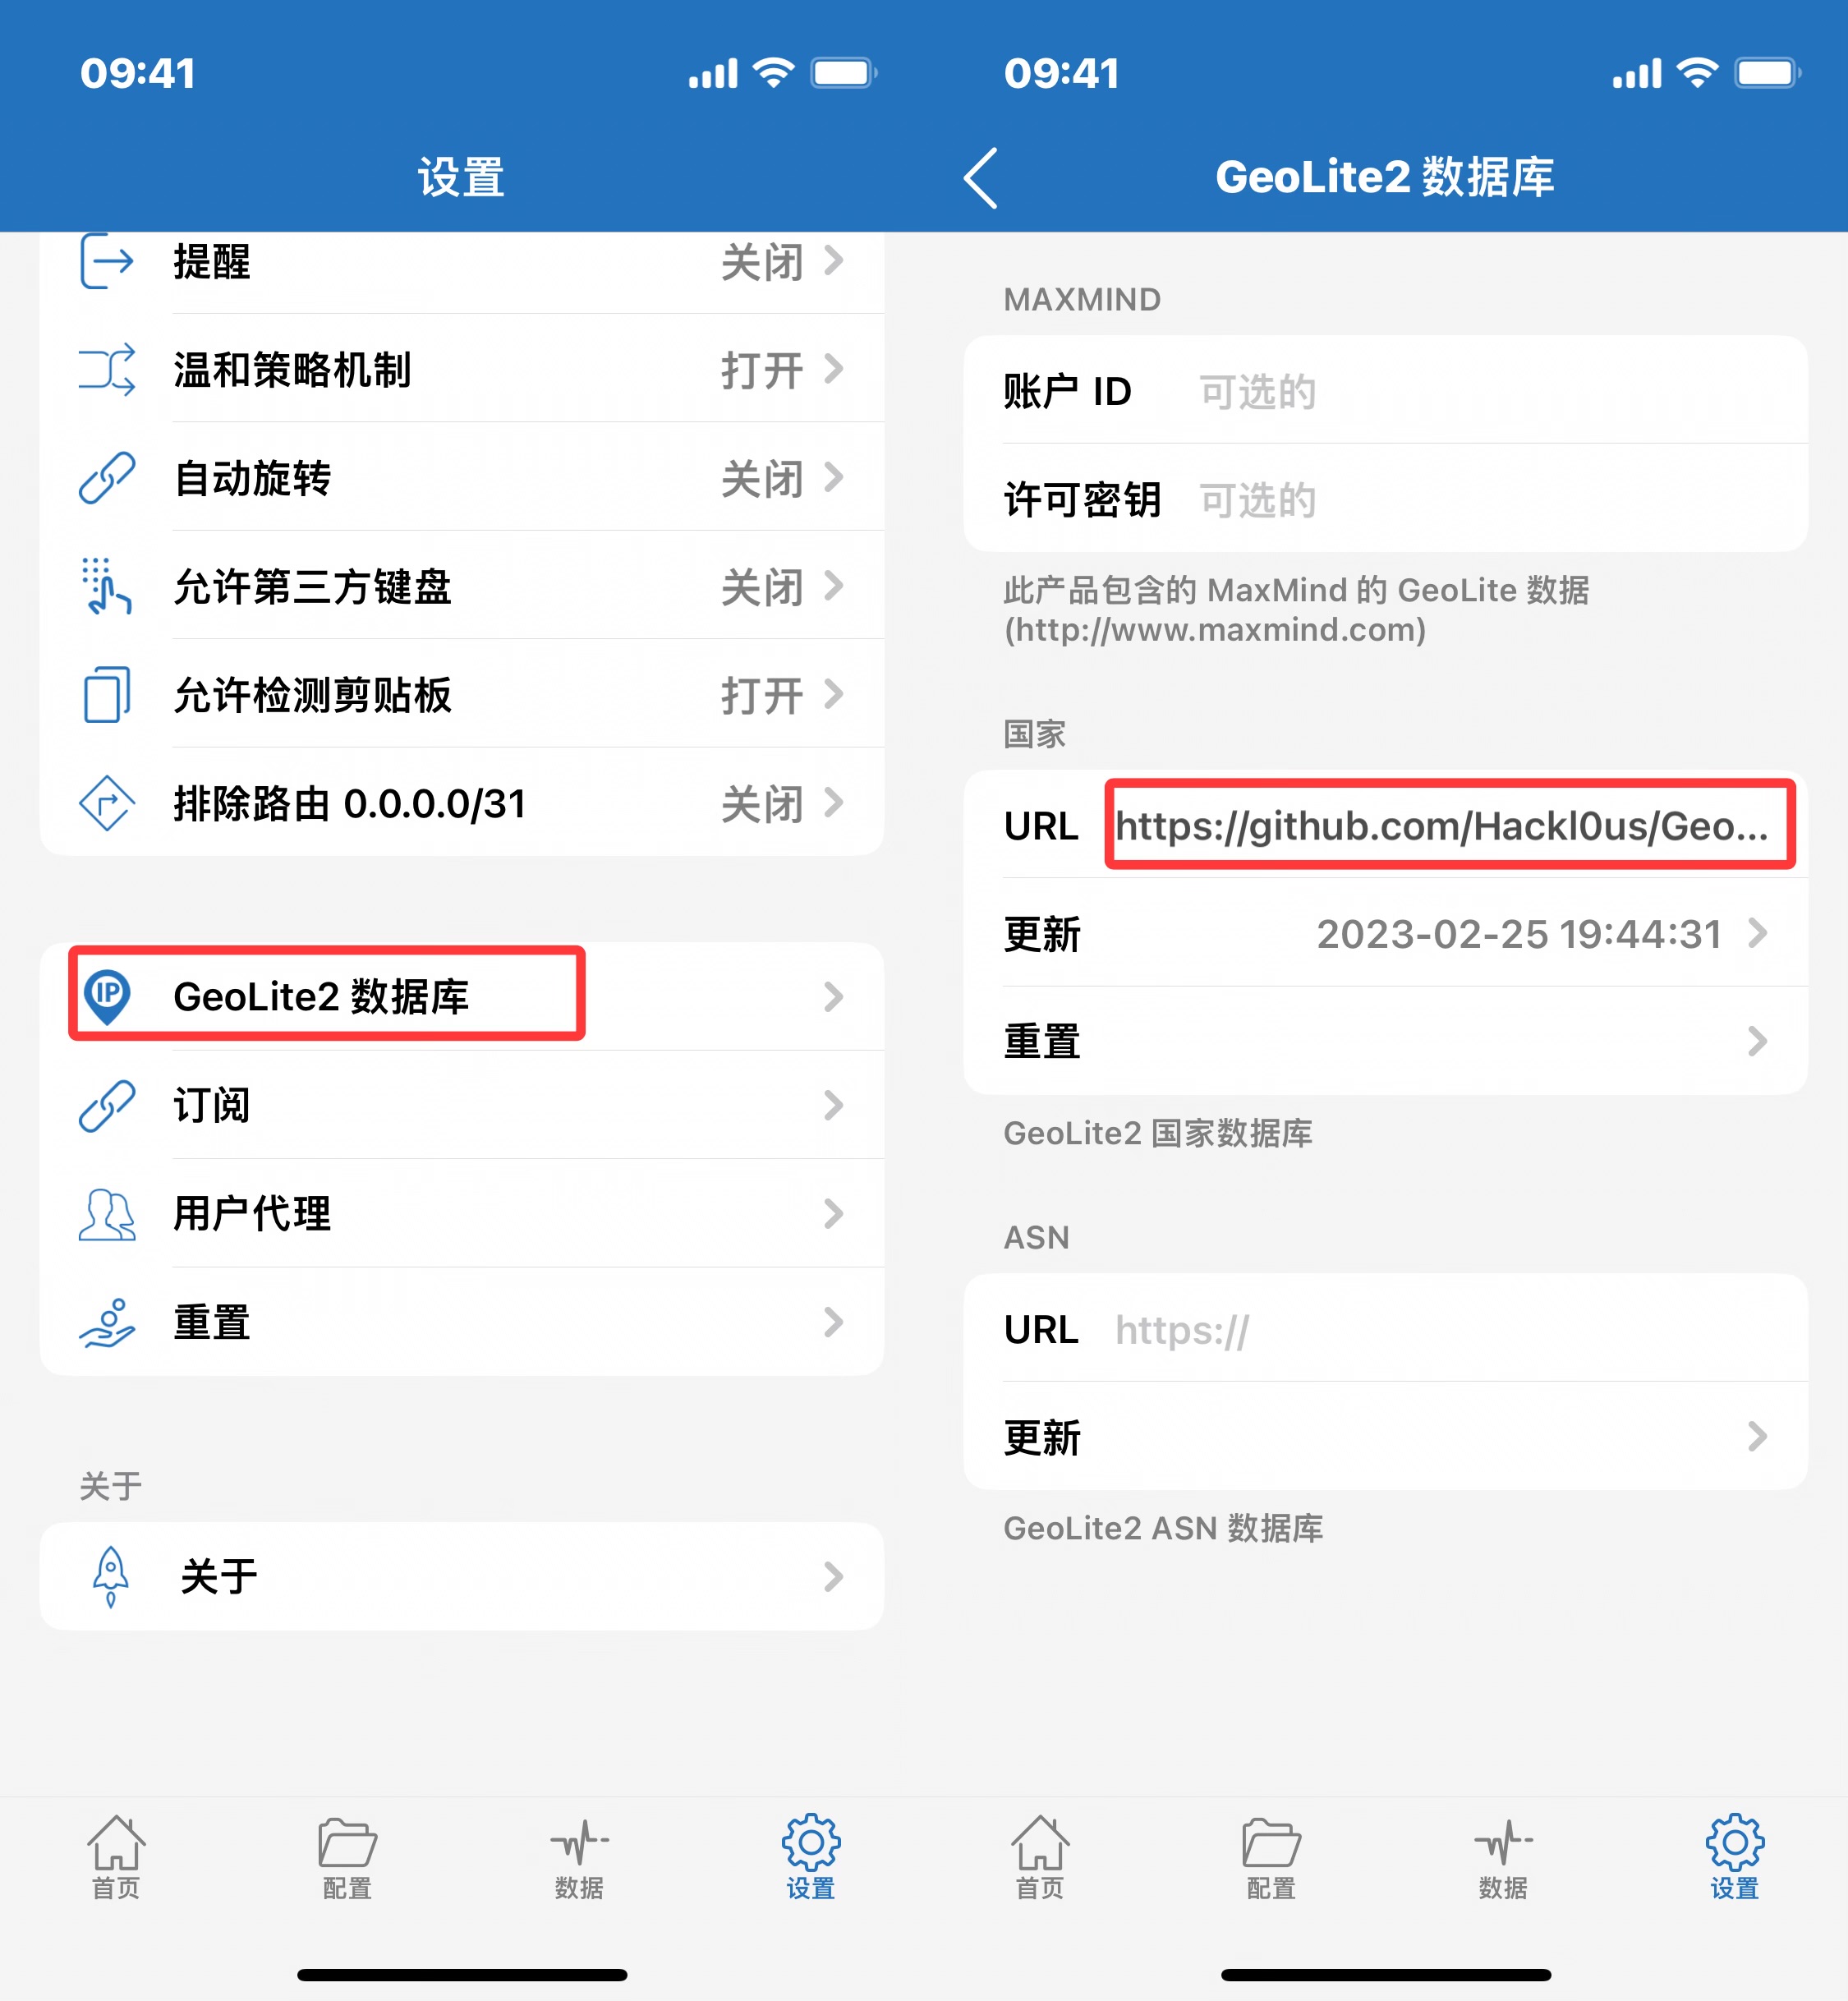 09:41
设置
提醒 关闭
温和策略机制 打开
自动旋转 关闭
允许第三方键盘 关闭
允许检测剪贴板 打开
排除路由 0.0.0.0/31 关闭
IP GeoLite2 数据库
订阅
用户代理
重置
关于
关于
首页 配置 数据 设置
09:41
GeoLite2 数据库
MAXMIND
账户 ID 可选的
许可密钥 可选的
此产品包含的 MaxMind 的 GeoLite 数据
(http://www.maxmind.com)
国家
URL https://github.com/Hackl0us/Geo...
更新 2023-02-25 19:44:31
重置
GeoLite2 国家数据库
ASN
URL https://
更新
GeoLite2 ASN 数据库
首页 配置 数据 设置